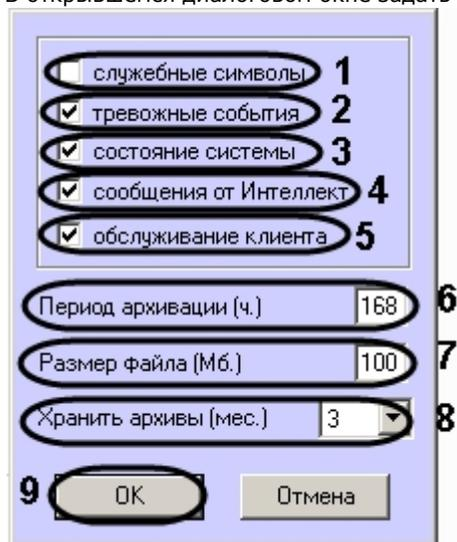 В открывшемся диалоговом окне задать
служебные символы 1
тревожные события 2
состояние системы 3
сообщения от Интеллект 4
обслуживание клиента 5
Период архивации (ч.) 168 6
Размер файла (Мб.) 100 7
Хранить архивы (мес.) 3 8
9 OK Отмена